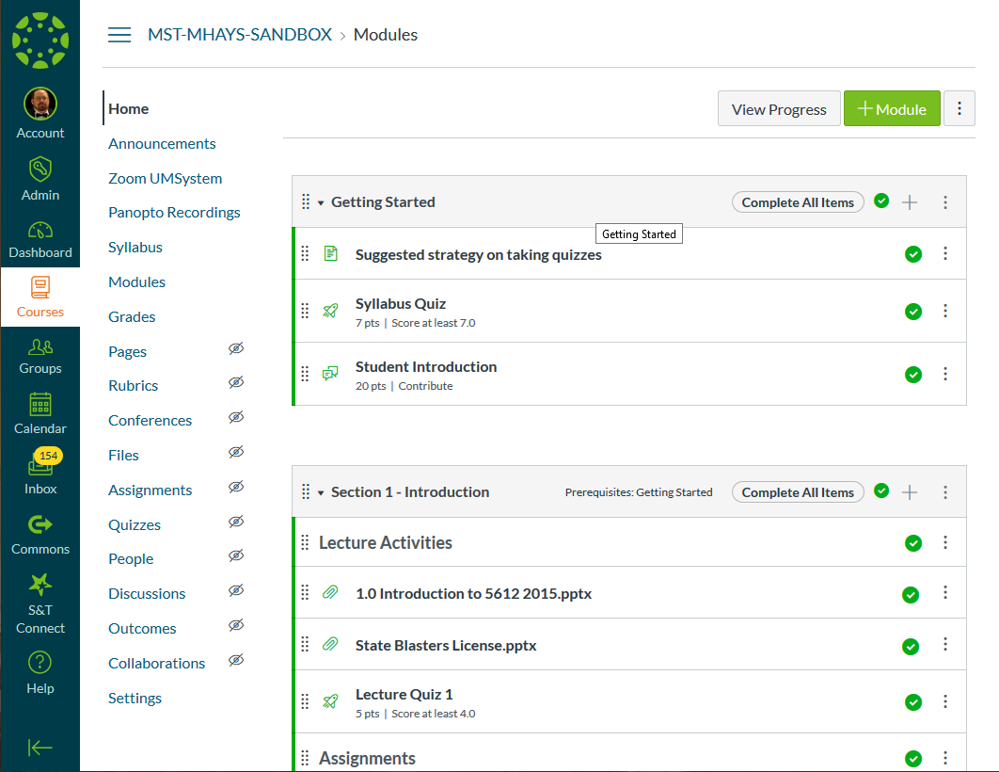 MST-MHAYS-SANDBOX > Modules
Account
Admin
Dashboard
Courses
Groups
Calendar
154
Inbox
Commons
S&T
Connect
Help
Home
Announcements
Zoom UMSystem
Panopto Recordings
Syllabus
Modules
Grades
Pages
Rubrics
Conferences
Files
Assignments
Quizzes
People
Discussions
Outcomes
Collaborations
Settings
View Progress
+ Module
Getting Started
Complete All Items
Getting Started
Suggested strategy on taking quizzes
Syllabus Quiz
7 pts | Score at least 7.0
Student Introduction
20 pts | Contribute
Section 1 - Introduction
Prerequisites: Getting Started
Complete All Items
Lecture Activities
1.0 Introduction to 5612 2015.pptx
State Blasters License.pptx
Lecture Quiz 1
5 pts | Score at least 4.0
Assignments